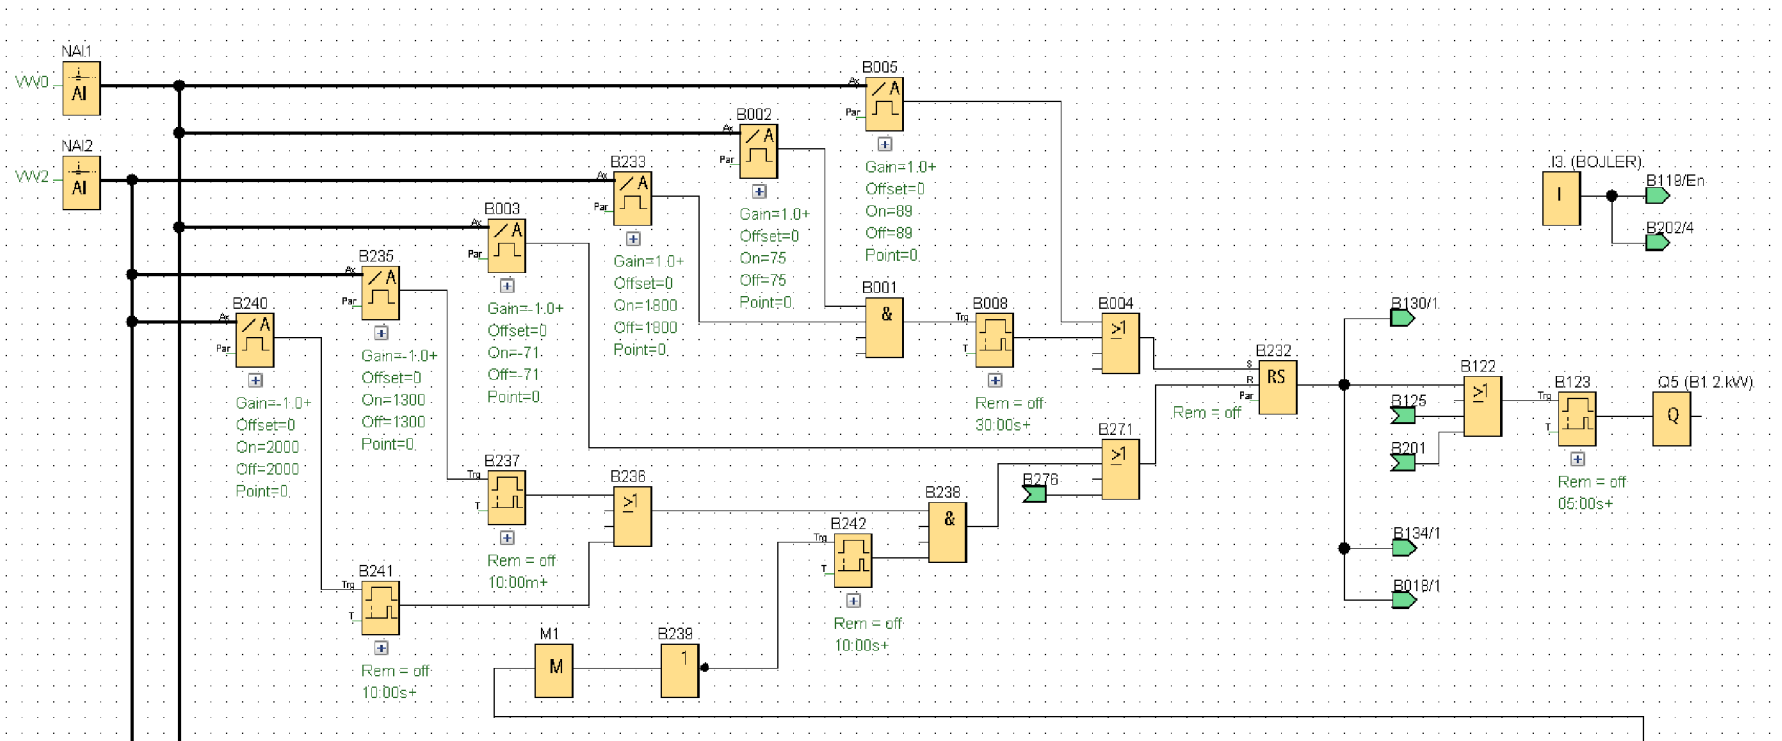 NAI1
VW0
AI
NAI2
VW2
AI
B005
Ax
/A
Par
Gain=1.0+
Offset=0
On=89
Off=89
Point=0
B002
Ax
/A
Par
Gain=1.0+
Offset=0
On=75
Off=75
Point=0
B233
Ax
/A
Par
Gain=1.0+
Offset=0
On=1800
Off=1800
Point=0
B003
Ax
/A
Par
Gain=-1.0+
Offset=0
On=-71
Off=-71
Point=0
B235
Ax
/A
Par
Gain=-1.0+
Offset=0
On=1300
Off=1300
Point=0
B240
Ax
/A
Par
Gain=-1.0+
Offset=0
On=2000
Off=2000
Point=0
B001
&
B008
Trg
T
Rem = off
30:00s+
B004
≥1
B232
S
R
Par
RS
Rem = off
B271
≥1
B276
B237
Trg
T
Rem = off
10:00m+
B236
≥1
B241
Trg
T
Rem = off
10:00s+
B238
&
B242
Trg
T
Rem = off
10:00s+
M1
M
B239
1
I3. (BOJLER)
I
B119/En
B202/4
B130/1
B122
≥1
B125
B201
B123
Trg
T
Rem = off
05:00s+
Q5 (B1 2.kW)
Q
B134/1
B018/1